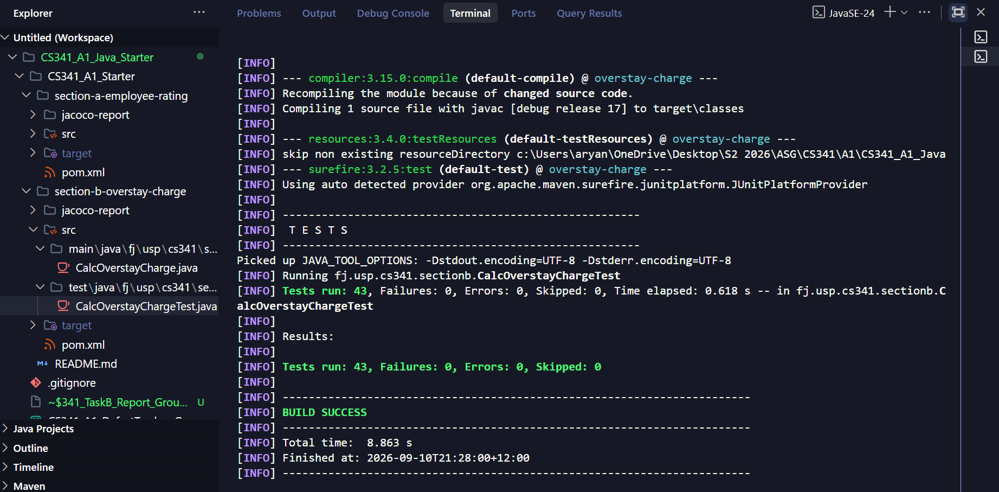 Explorer
Untitled (Workspace)
CS341_A1_Java_Starter
CS341_A1_Starter
section-a-employee-rating
jacoco-report
src
target
pom.xml
section-b-overstay-charge
jacoco-report
src
main\java\fj\usp\cs341\s...
CalcOverstayCharge.java
test\java\fj\usp\cs341\se...
CalcOverstayChargeTest.java
target
pom.xml
README.md
.gitignore
~$341_TaskB_Report_Grou... U
Java Projects
Outline
Timeline
Maven
Problems Output Debug Console Terminal Ports Query Results
JavaSE-24
[INFO]
[INFO] --- compiler:3.15.0:compile (default-compile) @ overstay-charge ---
[INFO] Recompiling the module because of changed source code.
[INFO] Compiling 1 source file with javac [debug release 17] to target\classes
[INFO]
[INFO] --- resources:3.4.0:testResources (default-testResources) @ overstay-charge ---
[INFO] skip non existing resourceDirectory c:\Users\aryan\OneDrive\Desktop\S2 2026\ASG\CS341\A1\CS341_A1_Java
[INFO] --- surefire:3.2.5:test (default-test) @ overstay-charge ---
[INFO] Using auto detected provider org.apache.maven.surefire.junitplatform.JUnitPlatformProvider
[INFO]
[INFO] -------------------------------------------------------
[INFO]  T E S T S
[INFO] -------------------------------------------------------
Picked up JAVA_TOOL_OPTIONS: -Dstdout.encoding=UTF-8 -Dstderr.encoding=UTF-8
[INFO] Running fj.usp.cs341.sectionb.CalcOverstayChargeTest
[INFO] Tests run: 43, Failures: 0, Errors: 0, Skipped: 0, Time elapsed: 0.618 s -- in fj.usp.cs341.sectionb.C
alcOverstayChargeTest
[INFO]
[INFO] Results:
[INFO]
[INFO] Tests run: 43, Failures: 0, Errors: 0, Skipped: 0
[INFO]
[INFO] ------------------------------------------------------------------------
[INFO] BUILD SUCCESS
[INFO] ------------------------------------------------------------------------
[INFO] Total time:  8.863 s
[INFO] Finished at: 2026-09-10T21:28:00+12:00
[INFO] ------------------------------------------------------------------------